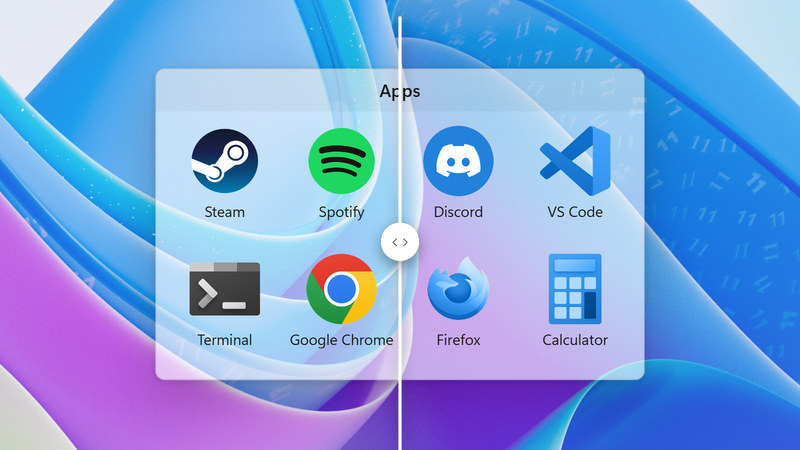 Apps
Steam Spotify Discord VS Code
Terminal Google Chrome Firefox Calculator